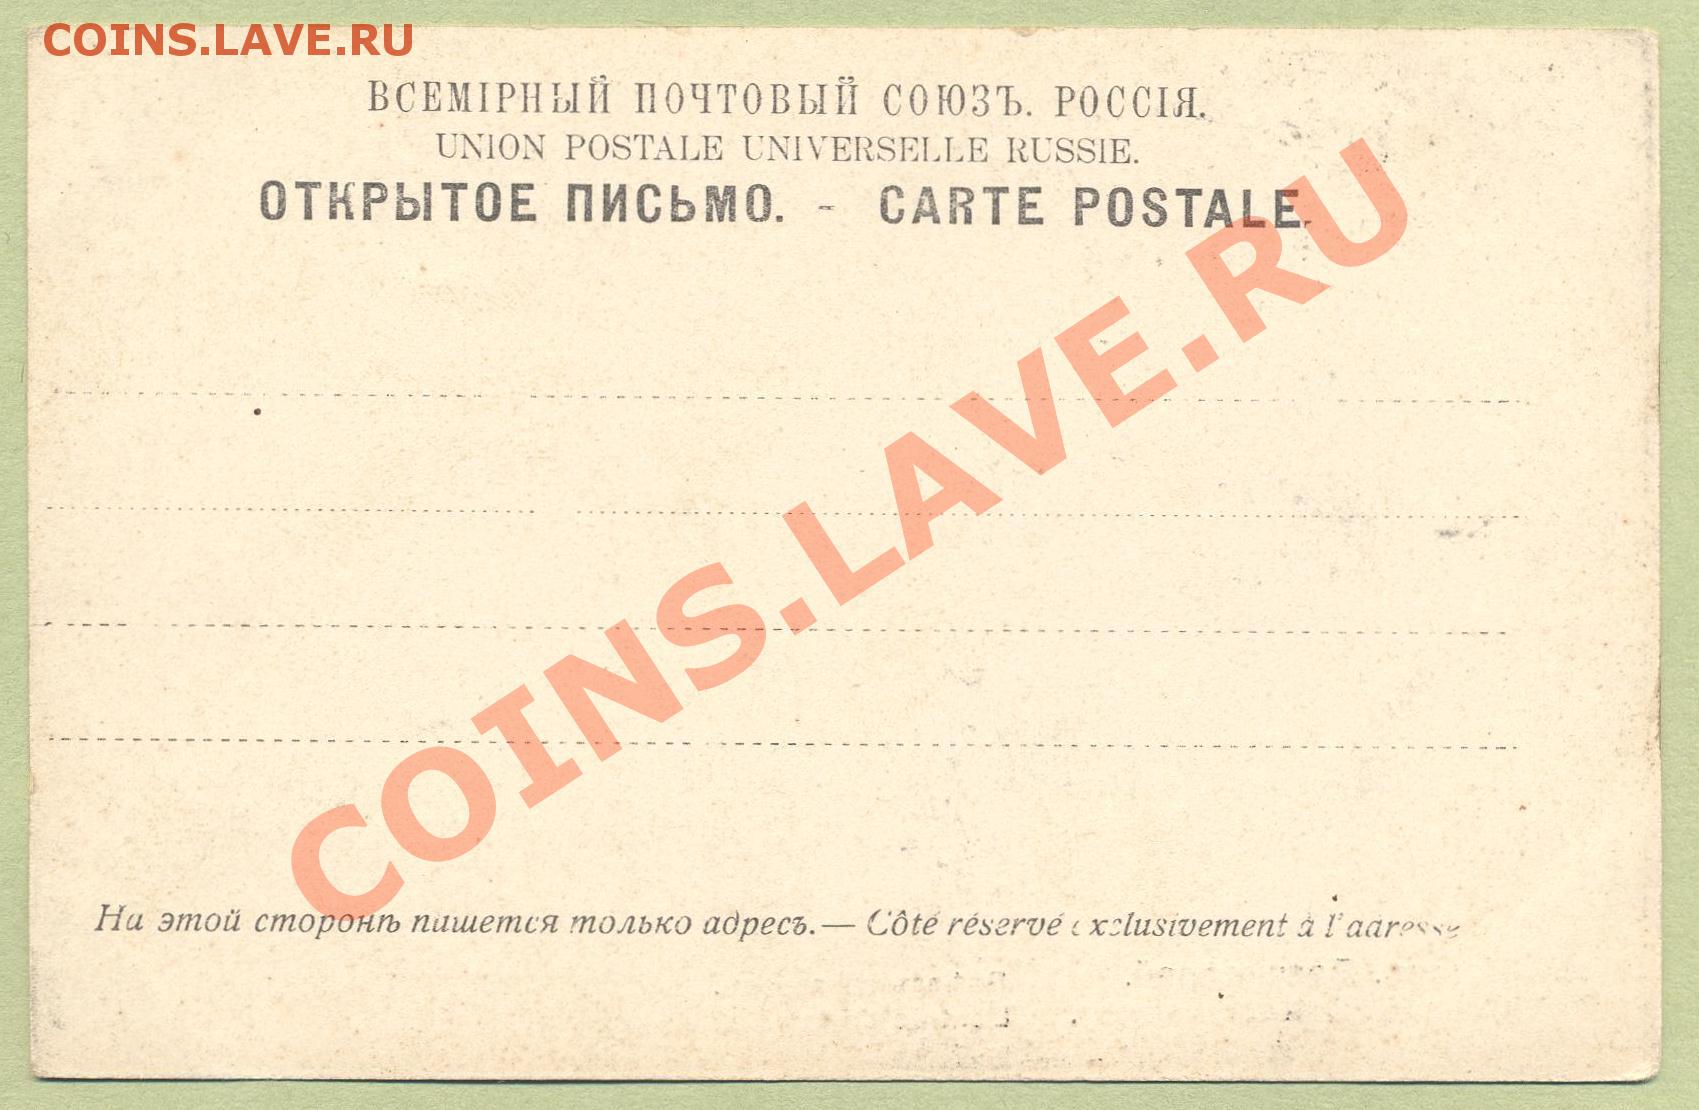 COINS.LAVE.RU
ВСЕМІРНЫЙ ПОЧТОВЫЙ СОЮЗЪ. РОССІЯ.
UNION POSTALE UNIVERSELLE RUSSIE.
ОТКРЫТОЕ ПИСЬМО. - CARTE POSTALE.
COINS.LAVE.RU
На этой сторонѣ пишется только адресъ.— Côté réservé exclusivement à l'adresse